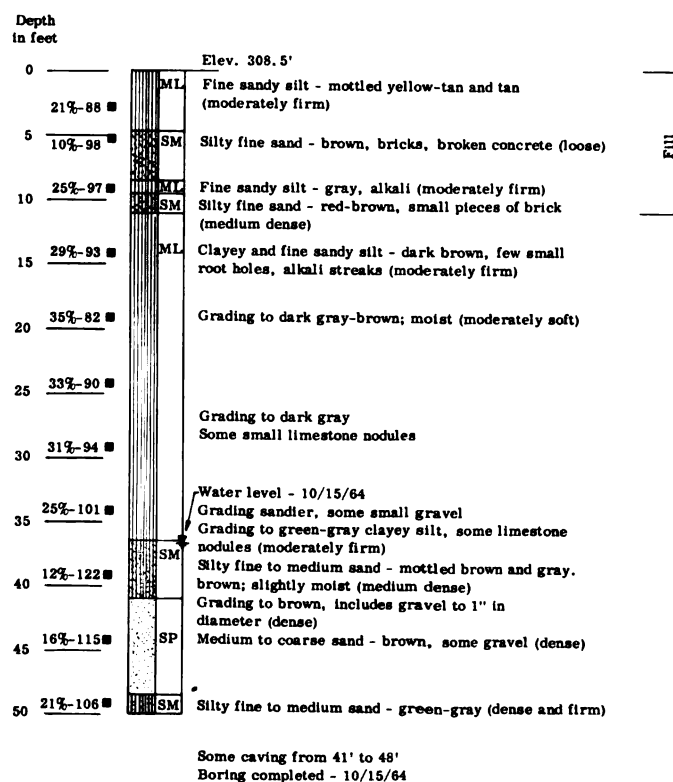 Depth
in feet
Elev. 308.5'
0
ML
Fine sandy silt - mottled yellow-tan and tan
(moderately firm)
21%-88
5
10%-98
SM
Silty fine sand - brown, bricks, broken concrete (loose)
Fill
25%-97
ML
Fine sandy silt - gray, alkali (moderately firm)
10
SM
Silty fine sand - red-brown, small pieces of brick
(medium dense)
29%-93
ML
Clayey and fine sandy silt - dark brown, few small
root holes, alkali streaks (moderately firm)
15
35%-82
Grading to dark gray-brown; moist (moderately soft)
20
33%-90
25
Grading to dark gray
Some small limestone nodules
31%-94
30
Water level - 10/15/64
25%-101
Grading sandier, some small gravel
35
Grading to green-gray clayey silt, some limestone
nodules (moderately firm)
SM
Silty fine to medium sand - mottled brown and gray.
12%-122
brown; slightly moist (medium dense)
40
Grading to brown, includes gravel to 1" in
diameter (dense)
16%-115
SP
Medium to coarse sand - brown, some gravel (dense)
45
21%-106
SM
Silty fine to medium sand - green-gray (dense and firm)
50
Some caving from 41' to 48'
Boring completed - 10/15/64